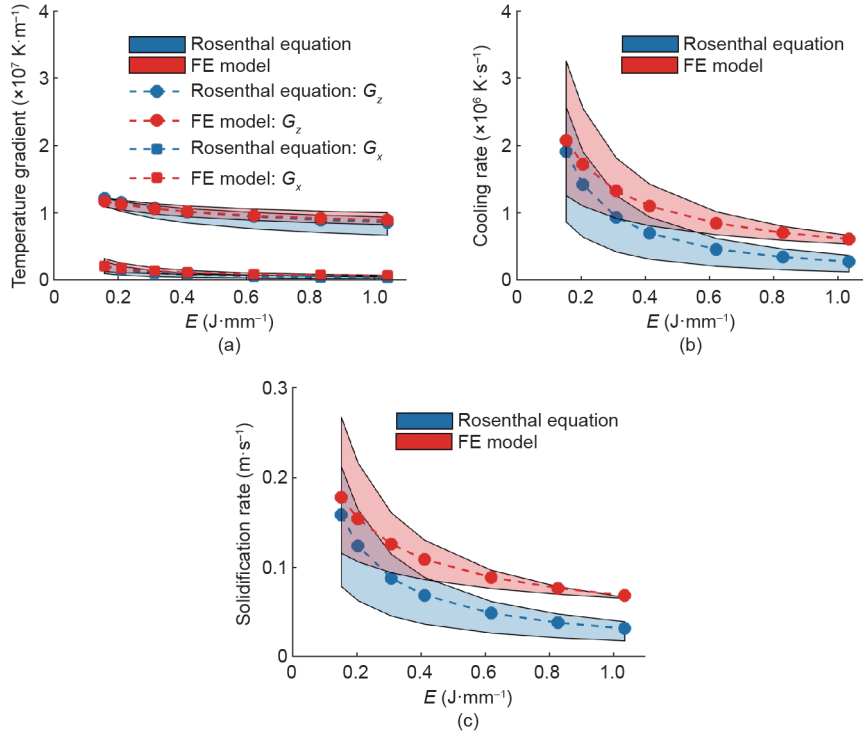 4
3
2
1
0
0
0.2
0.4
0.6
0.8
1.0
Temperature gradient (×10⁷ K·m⁻¹)
Rosenthal equation
FE model
Rosenthal equation: Gz
FE model: Gz
Rosenthal equation: Gx
FE model: Gx
E (J·mm⁻¹)
(a)
4
3
2
1
0
0
0.2
0.4
0.6
0.8
1.0
Cooling rate (×10⁶ K·s⁻¹)
Rosenthal equation
FE model
E (J·mm⁻¹)
(b)
0.3
0.2
0.1
0
0
0.2
0.4
0.6
0.8
1.0
Solidification rate (m·s⁻¹)
Rosenthal equation
FE model
E (J·mm⁻¹)
(c)